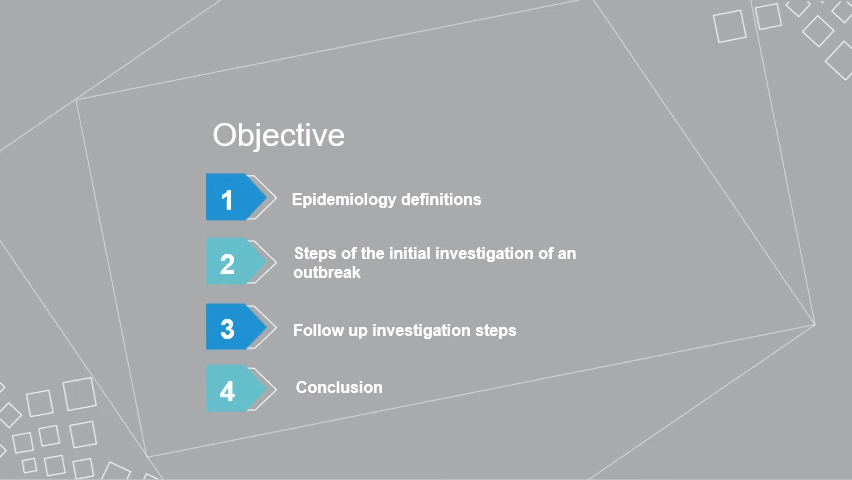 Objective
1
Epidemiology definitions
2
Steps of the initial investigation of an
outbreak
3
Follow up investigation steps
4
Conclusion